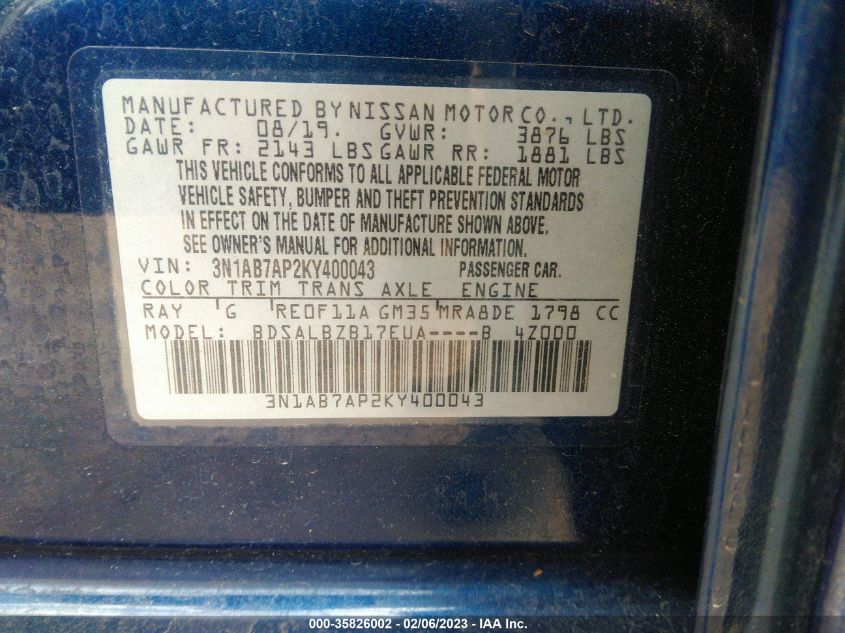 MANUFACTURED BY NISSAN MOTOR CO., LTD.
DATE: 08/19. GVWR: 3876 LBS
GAWR FR: 2143 LBS GAWR RR: 1881 LBS
THIS VEHICLE CONFORMS TO ALL APPLICABLE FEDERAL MOTOR
VEHICLE SAFETY, BUMPER AND THEFT PREVENTION STANDARDS
IN EFFECT ON THE DATE OF MANUFACTURE SHOWN ABOVE.
SEE OWNER'S MANUAL FOR ADDITIONAL INFORMATION.
VIN: 3N1AB7AP2KY400043 PASSENGER CAR.
COLOR TRIM TRANS AXLE ENGINE
RAY G RE0F11A GM35 MRA8DE 1798 CC
MODEL: BDSALBZB17EUA----B 4Z000
3N1AB7AP2KY400043
000-35826002 - 02/06/2023 - IAA Inc.